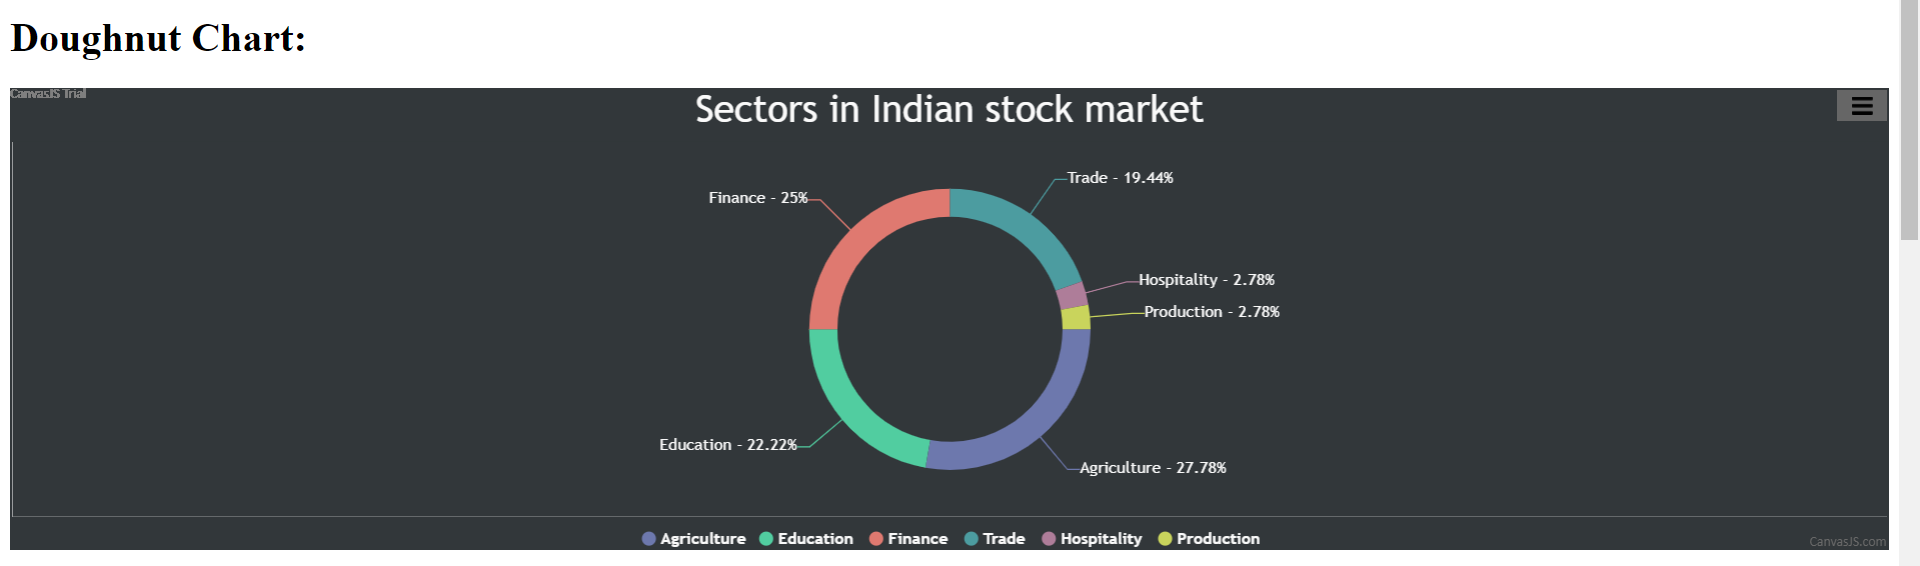 Doughnut Chart:
CanvasJS Trial
Sectors in Indian stock market
Trade - 19.44%
Finance - 25%
Hospitality - 2.78%
Production - 2.78%
Education - 22.22%
Agriculture - 27.78%
Agriculture Education Finance Trade Hospitality Production
CanvasJS.com